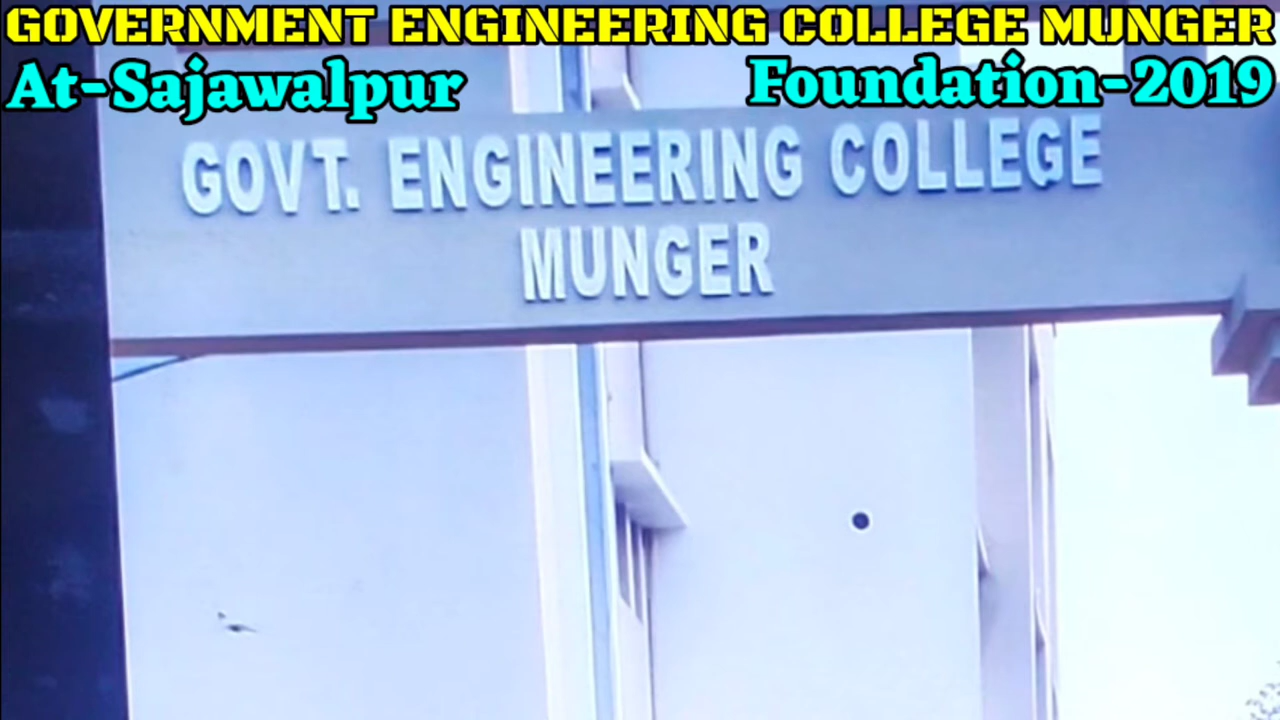 GOVERNMENT ENGINEERING COLLEGE MUNGER
At-Sajawalpur
Foundation-2019
GOVT. ENGINEERING COLLEGE
MUNGER